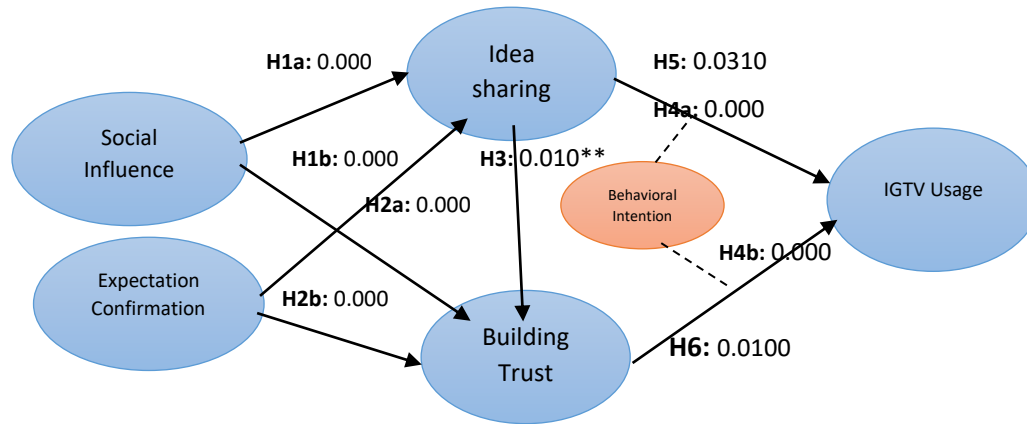 H1a: 0.000
Idea
sharing
H5: 0.0310
H4a: 0.000
Social
Influence
H1b: 0.000
H3: 0.010**
H2a: 0.000
Behavioral
Intention
IGTV Usage
H4b: 0.000
Expectation
Confirmation
H2b: 0.000
Building
Trust
H6: 0.0100